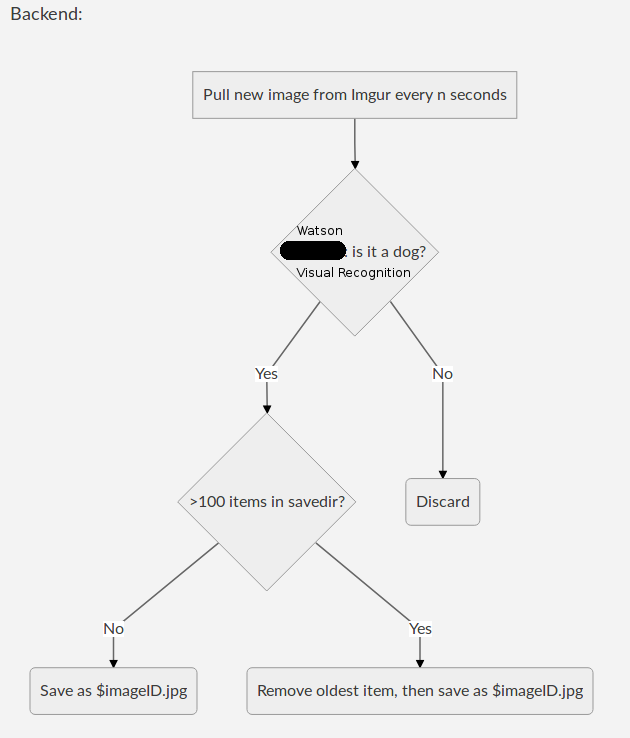 Backend:
Pull new image from Imgur every n seconds
Watson
is it a dog?
Visual Recognition
Yes
No
>100 items in savedir?
Discard
No
Yes
Save as $imageID.jpg
Remove oldest item, then save as $imageID.jpg